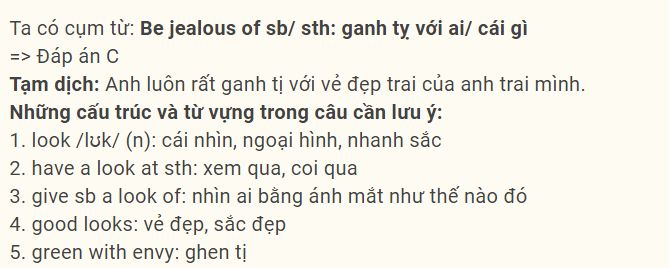 Ta có cụm từ: Be jealous of sb/ sth: ganh tỵ với ai/ cái gì
=> Đáp án C
Tạm dịch: Anh luôn rất ganh tị với vẻ đẹp trai của anh trai mình.
Những cấu trúc và từ vựng trong câu cần lưu ý:
1. look /lʊk/ (n): cái nhìn, ngoại hình, nhanh sắc
2. have a look at sth: xem qua, coi qua
3. give sb a look of: nhìn ai bằng ánh mắt như thế nào đó
4. good looks: vẻ đẹp, sắc đẹp
5. green with envy: ghen tị